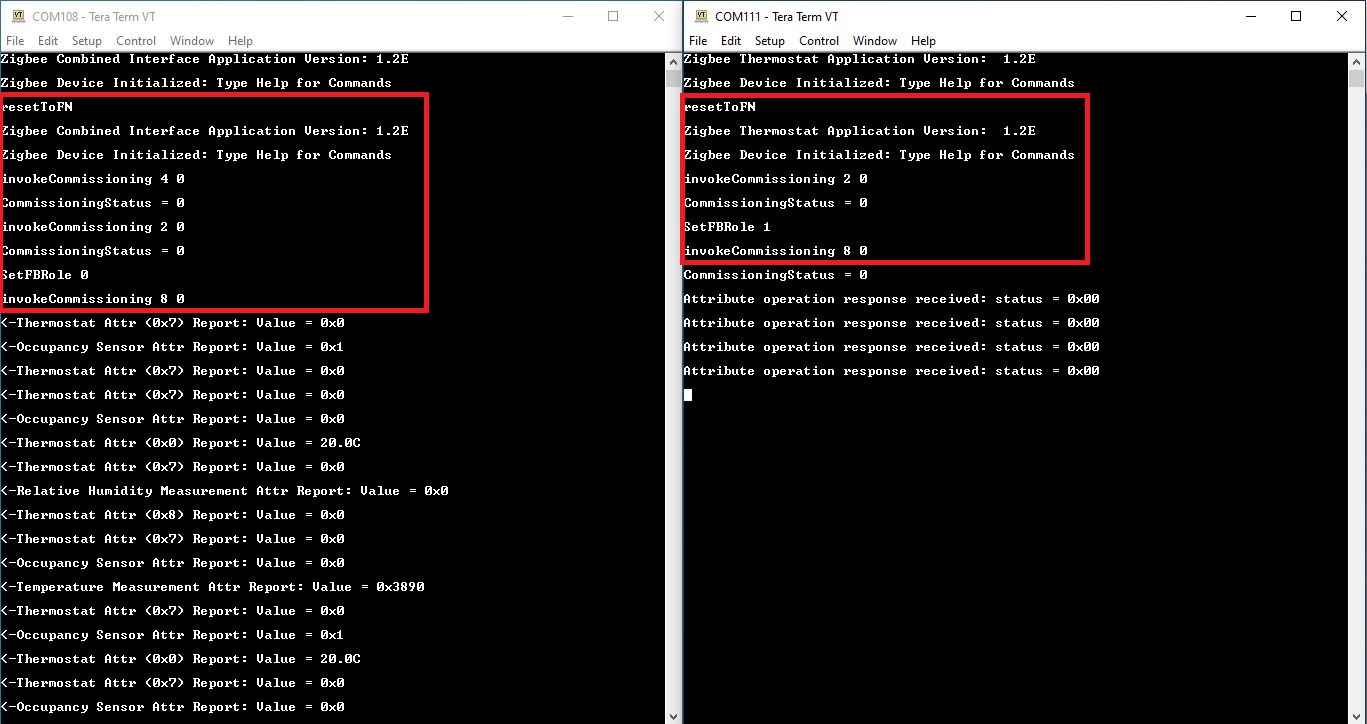 COM108 - Tera Term VT
File Edit Setup Control Window Help
Zigbee Combined Interface Application Version: 1.2E
Zigbee Device Initialized: Type Help for Commands
resetToFN
Zigbee Combined Interface Application Version: 1.2E
Zigbee Device Initialized: Type Help for Commands
invokeCommissioning 4 0
CommissioningStatus = 0
invokeCommissioning 2 0
CommissioningStatus = 0
SetFBRole 0
invokeCommissioning 8 0
<-Thermostat Attr (0x7) Report: Value = 0x0
<-Occupancy Sensor Attr Report: Value = 0x1
<-Thermostat Attr (0x7) Report: Value = 0x0
<-Thermostat Attr (0x7) Report: Value = 0x0
<-Occupancy Sensor Attr Report: Value = 0x0
<-Thermostat Attr (0x0) Report: Value = 20.0C
<-Thermostat Attr (0x7) Report: Value = 0x0
<-Relative Humidity Measurement Attr Report: Value = 0x0
<-Thermostat Attr (0x8) Report: Value = 0x0
<-Thermostat Attr (0x7) Report: Value = 0x0
<-Occupancy Sensor Attr Report: Value = 0x0
<-Temperature Measurement Attr Report: Value = 0x3890
<-Thermostat Attr (0x7) Report: Value = 0x0
<-Occupancy Sensor Attr Report: Value = 0x1
<-Thermostat Attr (0x0) Report: Value = 20.0C
<-Thermostat Attr (0x7) Report: Value = 0x0
<-Occupancy Sensor Attr Report: Value = 0x0
COM111 - Tera Term VT
File Edit Setup Control Window Help
Zigbee Thermostat Application Version:  1.2E
Zigbee Device Initialized: Type Help for Commands
resetToFN
Zigbee Thermostat Application Version:  1.2E
Zigbee Device Initialized: Type Help for Commands
invokeCommissioning 2 0
CommissioningStatus = 0
SetFBRole 1
invokeCommissioning 8 0
CommissioningStatus = 0
Attribute operation response received: status = 0x00
Attribute operation response received: status = 0x00
Attribute operation response received: status = 0x00
Attribute operation response received: status = 0x00